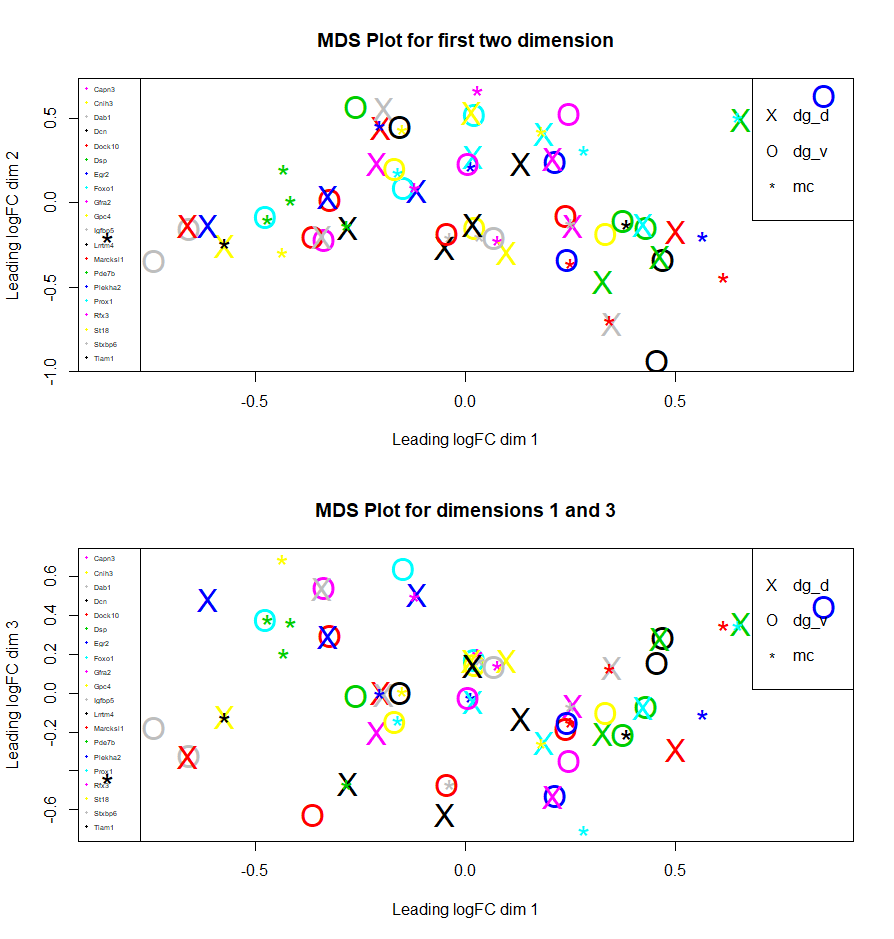 MDS Plot for first two dimension
Leading logFC dim 2
0.5
0.0
-0.5
-1.0
Capn3
Cnih3
Dab1
Dcn
Dock10
Dsp
Egr2
Foxo1
Gfra2
Gpc4
Igfbp5
Lrrtm4
Marcksl1
Pde7b
Plekha2
Prox1
Rfx3
St18
Stxbp6
Tiam1
X dg_d
O dg_v
* mc
-0.5 0.0 0.5
Leading logFC dim 1
MDS Plot for dimensions 1 and 3
Leading logFC dim 3
0.6
0.4
0.2
0.0
-0.2
-0.6
Capn3
Cnih3
Dab1
Dcn
Dock10
Dsp
Egr2
Foxo1
Gfra2
Gpc4
Igfbp5
Lrrtm4
Marcksl1
Pde7b
Plekha2
Prox1
Rfx3
St18
Stxbp6
Tiam1
X dg_d
O dg_v
* mc
-0.5 0.0 0.5
Leading logFC dim 1